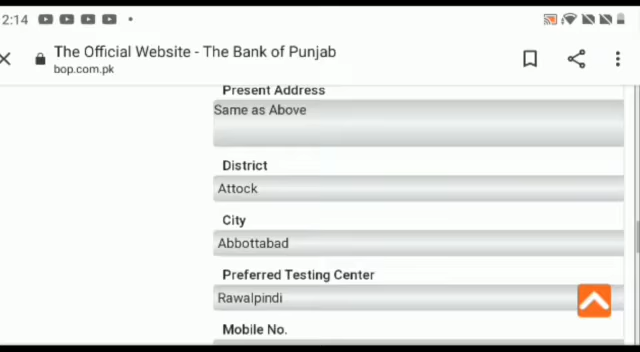 2:14
The Official Website - The Bank of Punjab
bop.com.pk
Present Address
Same as Above
District
Attock
City
Abbottabad
Preferred Testing Center
Rawalpindi
Mobile No.